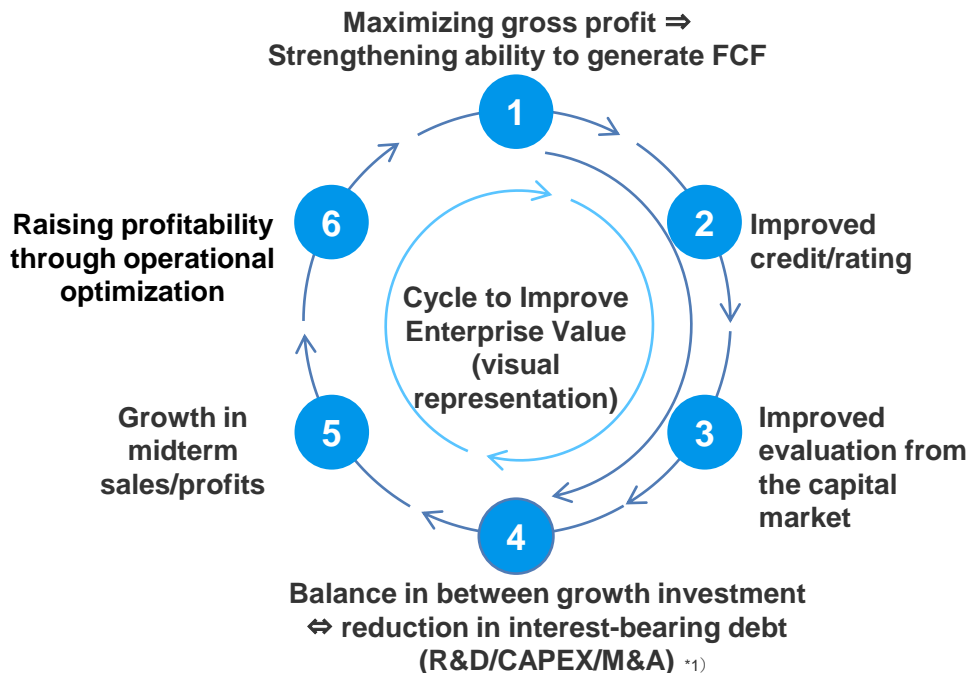 Maximizing gross profit ⇒
Strengthening ability to generate FCF
1
2
Improved
credit/rating
3
Improved
evaluation from
the capital
market
4
Balance in between growth investment
⇔ reduction in interest-bearing debt
(R&D/CAPEX/M&A) *1）
5
Growth in
midterm
sales/profits
6
Raising profitability
through operational
optimization
Cycle to Improve
Enterprise Value
(visual
representation)